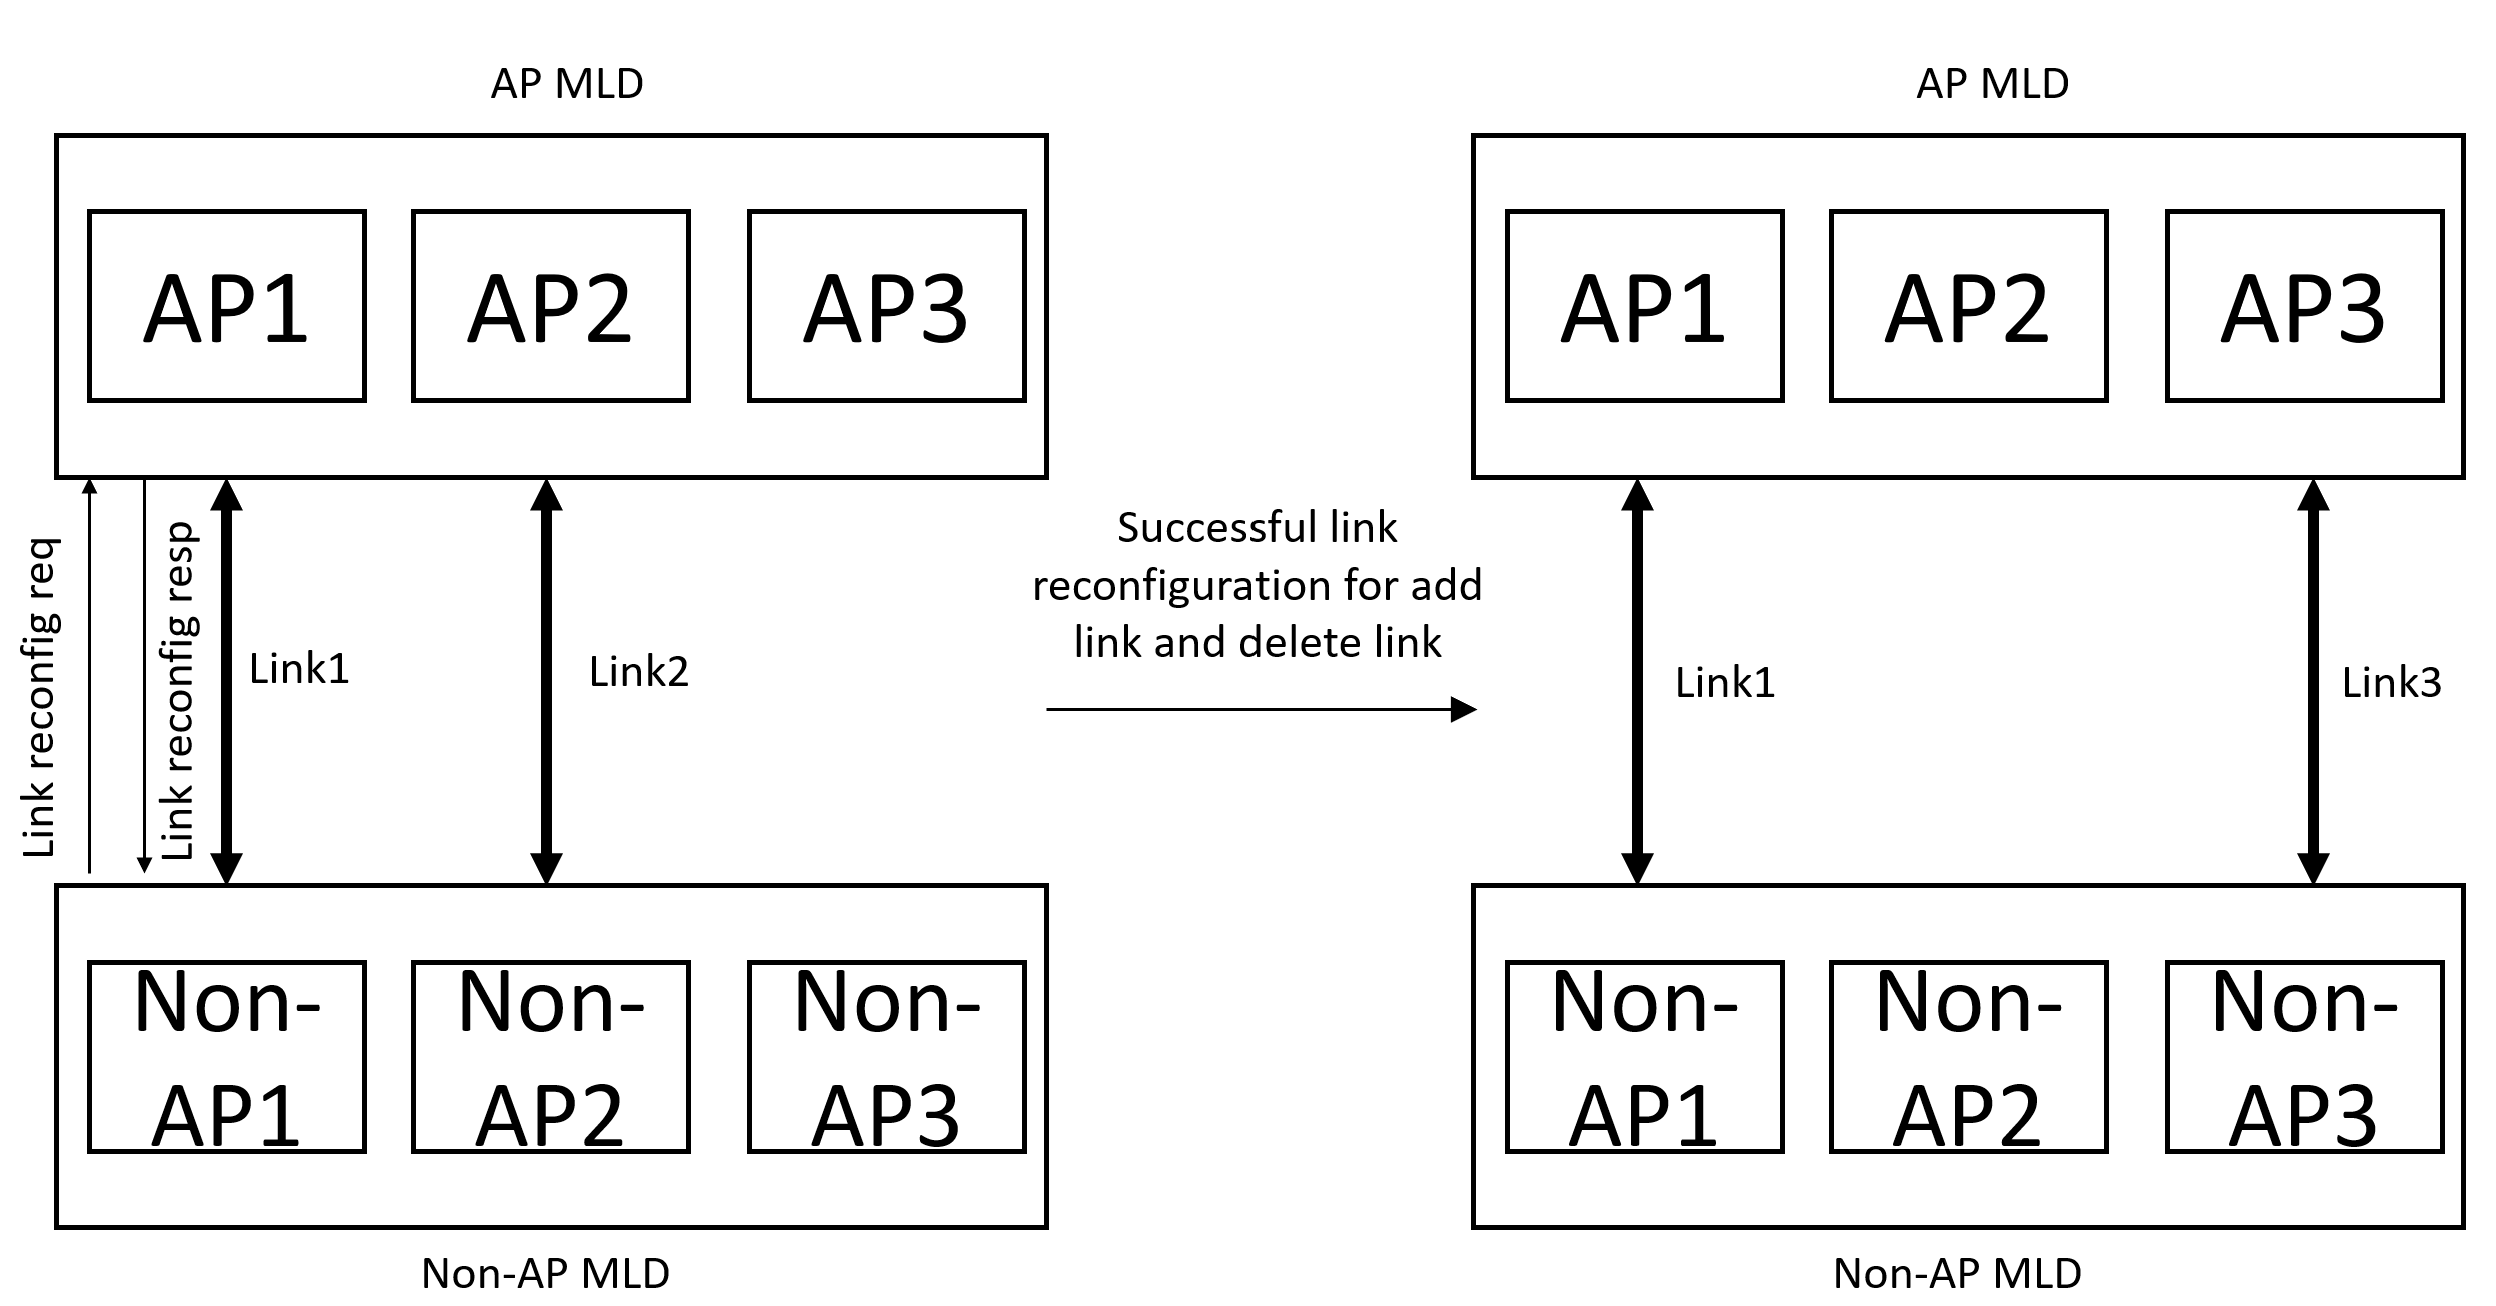 AP MLD
AP1
AP2
AP3
Link reconfig req
Link reconfig resp
Link1
Link2
Non-
AP1
Non-
AP2
Non-
AP3
Non-AP MLD
Successful link
reconfiguration for add
link and delete link
AP MLD
AP1
AP2
AP3
Link1
Link3
Non-
AP1
Non-
AP2
Non-
AP3
Non-AP MLD